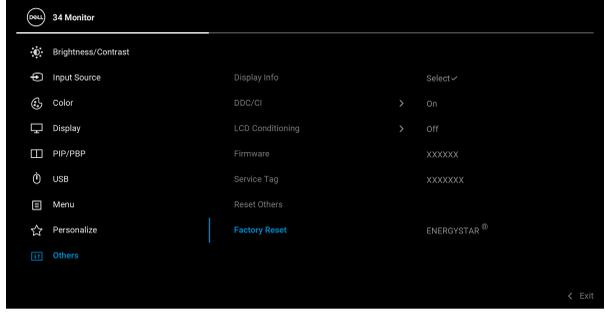 DELL 34 Monitor
Brightness/Contrast
Input Source Display Info Select✓
Color DDC/CI > On
Display LCD Conditioning > Off
PIP/PBP Firmware XXXXXX
USB Service Tag XXXXXXX
Menu Reset Others
Personalize Factory Reset ENERGYSTAR ®
Others
< Exit